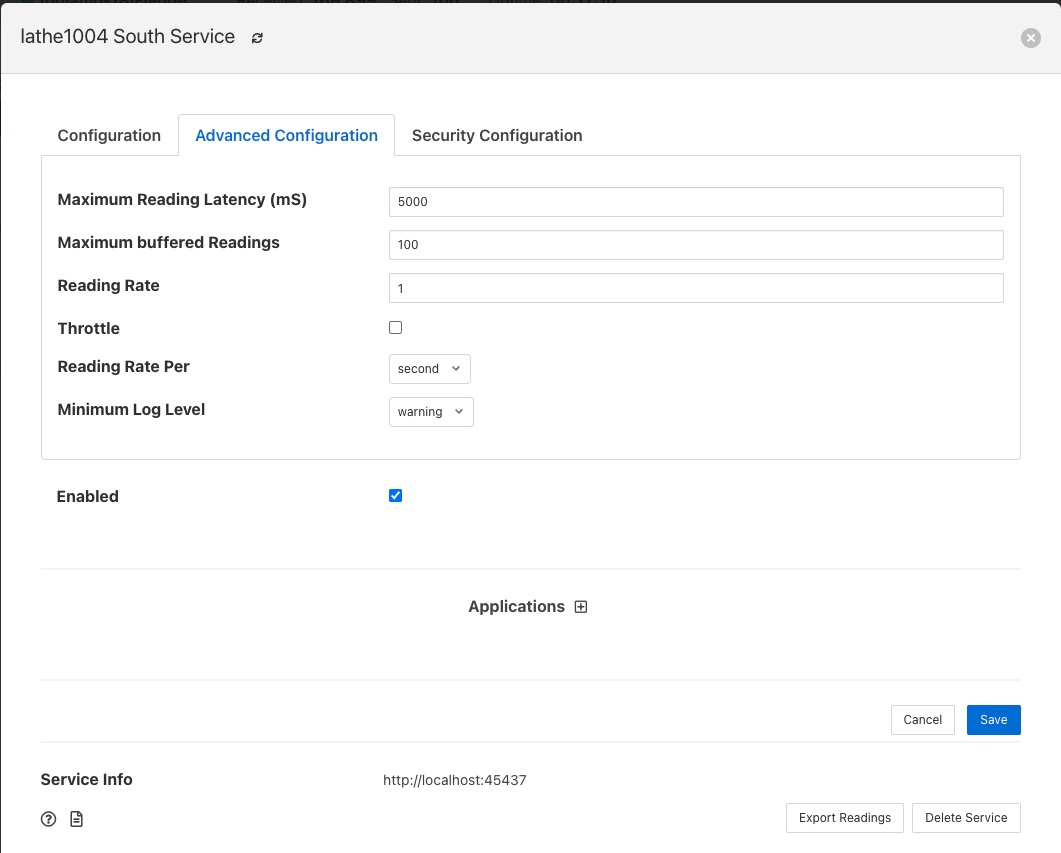 lathe1004 South Service
Configuration
Advanced Configuration
Security Configuration
Maximum Reading Latency (mS)
5000
Maximum buffered Readings
100
Reading Rate
1
Throttle
Reading Rate Per
second
Minimum Log Level
warning
Enabled
Applications
Cancel
Save
Service Info
http://localhost:45437
Export Readings
Delete Service